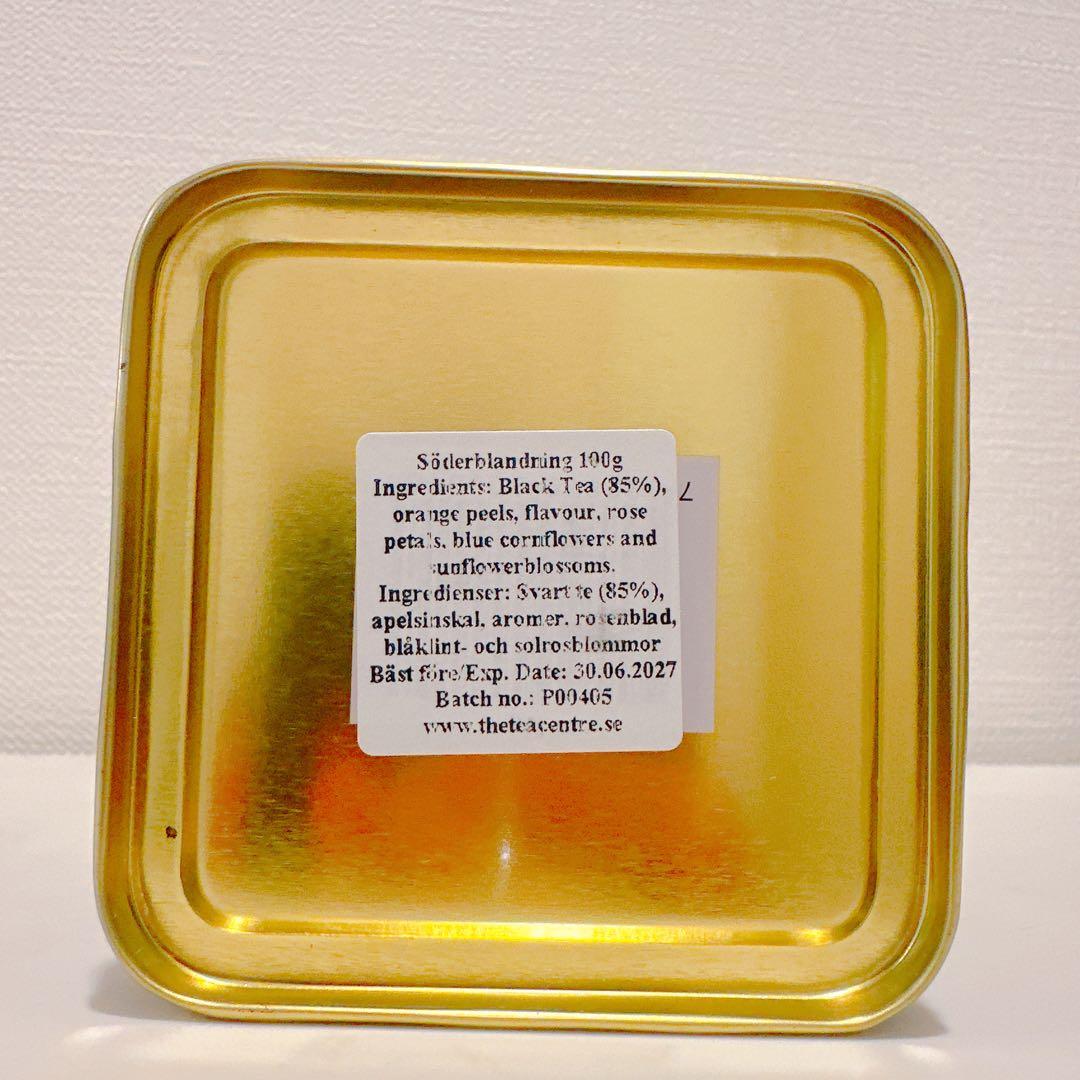 Söderblandning 100g
Ingredients: Black Tea (85%),
orange peels, flavour, rose
petals, blue cornflowers and
sunflowerblossoms.
Ingredienser: Svart te (85%),
apelsinskal, aromer, rosenblad,
blåklint- och solrosblommor
Bäst före/Exp. Date: 30.06.2027
Batch no.: P00405
www.theteacentre.se